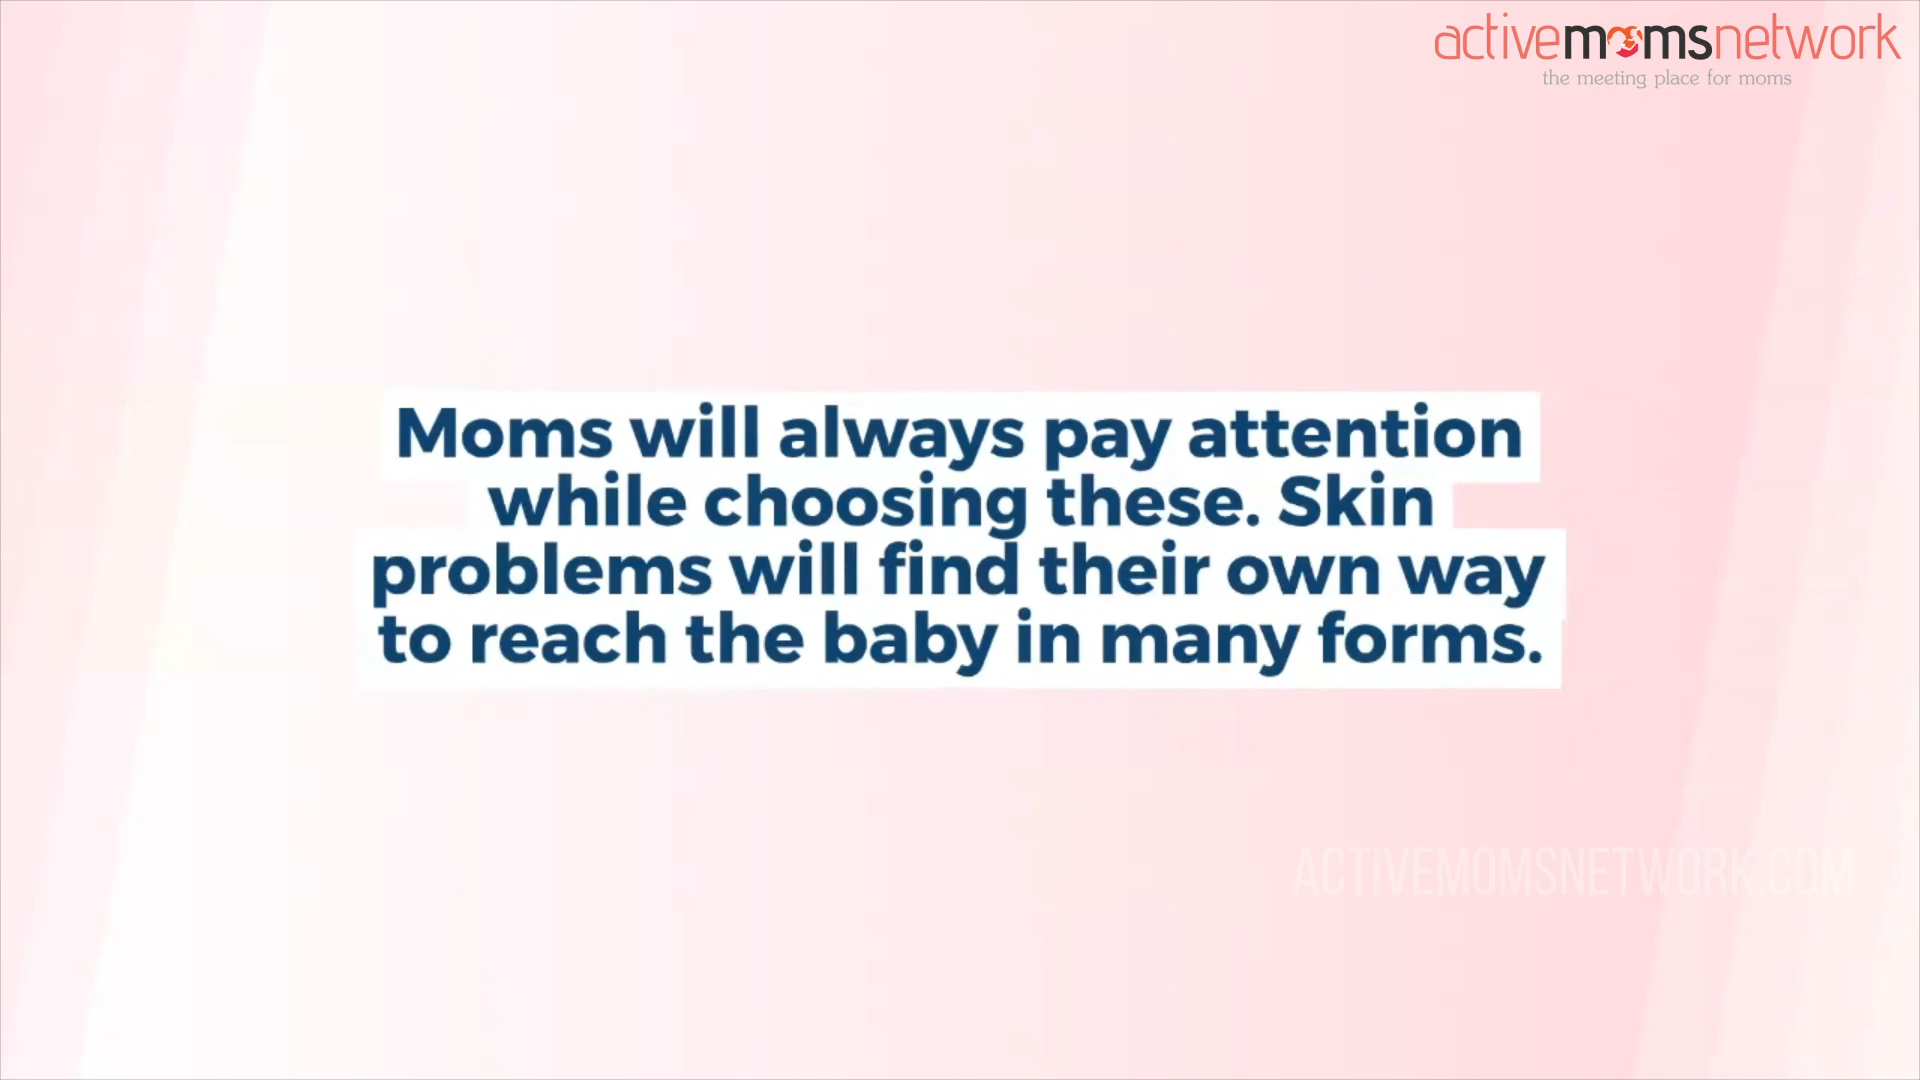 activemomsnetwork
the meeting place for moms
Moms will always pay attention
while choosing these. Skin
problems will find their own way
to reach the baby in many forms.
ACTIVEMOMSNETWORK.COM